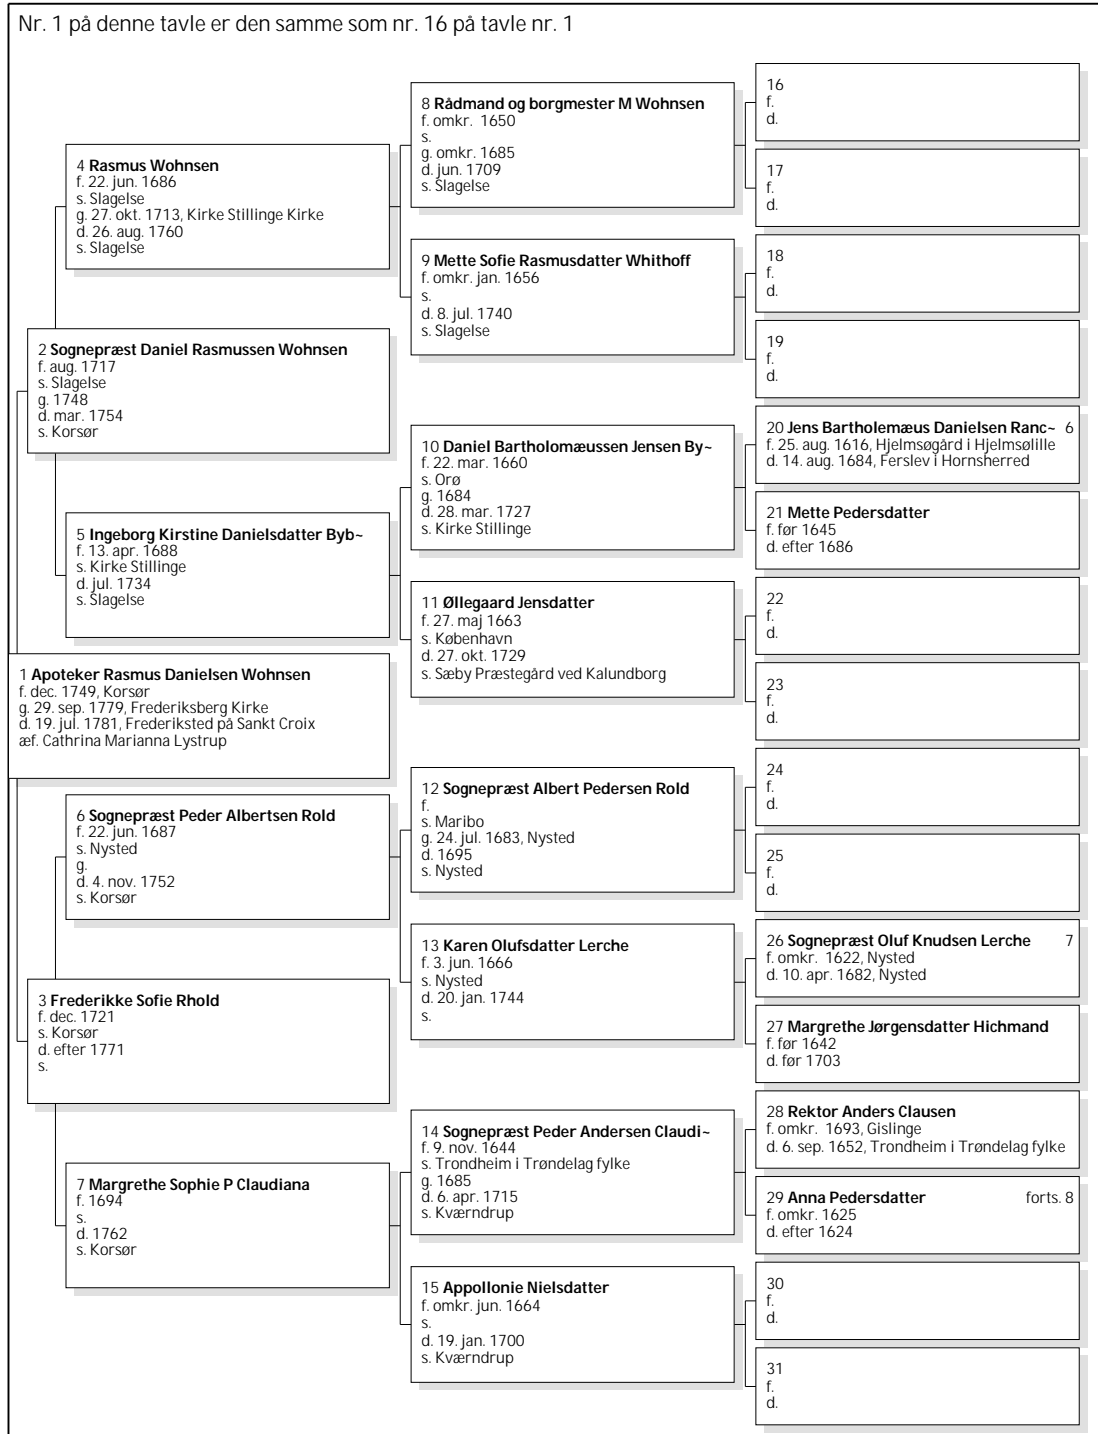 Nr. 1 på denne tavle er den samme som nr. 16 på tavle nr. 1
1 Apoteker Rasmus Danielsen Wohnsen
f. dec. 1749, Korsør
g. 29. sep. 1779, Frederiksberg Kirke
d. 19. jul. 1781, Frederiksted på Sankt Croix
æf. Cathrina Marianna Lystrup
2 Sognepræst Daniel Rasmussen Wohnsen
f. aug. 1717
s. Slagelse
g. 1748
d. mar. 1754
s. Korsør
3 Frederikke Sofie Rhold
f. dec. 1721
s. Korsør
d. efter 1771
s.
4 Rasmus Wohnsen
f. 22. jun. 1686
s. Slagelse
g. 27. okt. 1713, Kirke Stillinge Kirke
d. 26. aug. 1760
s. Slagelse
5 Ingeborg Kirstine Danielsdatter Byb~
f. 13. apr. 1688
s. Kirke Stillinge
d. jul. 1734
s. Slagelse
6 Sognepræst Peder Albertsen Rold
f. 22. jun. 1687
s. Nysted
g.
d. 4. nov. 1752
s. Korsør
7 Margrethe Sophie P Claudiana
f. 1694
s.
d. 1762
s. Korsør
8 Rådmand og borgmester M Wohnsen
f. omkr. 1650
s.
g. omkr. 1685
d. jun. 1709
s. Slagelse
9 Mette Sofie Rasmusdatter Whithoff
f. omkr. jan. 1656
s.
d. 8. jul. 1740
s. Slagelse
10 Daniel Bartholomæussen Jensen By~
f. 22. mar. 1660
s. Orø
g. 1684
d. 28. mar. 1727
s. Kirke Stillinge
11 Øllegaard Jensdatter
f. 27. maj 1663
s. København
d. 27. okt. 1729
s. Sæby Præstegård ved Kalundborg
12 Sognepræst Albert Pedersen Rold
f.
s. Maribo
g. 24. jul. 1683, Nysted
d. 1695
s. Nysted
13 Karen Olufsdatter Lerche
f. 3. jun. 1666
s. Nysted
d. 20. jan. 1744
s.
14 Sognepræst Peder Andersen Claudi~
f. 9. nov. 1644
s. Trondheim i Trøndelag fylke
g. 1685
d. 6. apr. 1715
s. Kværndrup
15 Appollonie Nielsdatter
f. omkr. jun. 1664
s.
d. 19. jan. 1700
s. Kværndrup
16
f.
d.
17
f.
d.
18
f.
d.
19
f.
d.
20 Jens Bartholemæus Danielsen Ranc~ 6
f. 25. aug. 1616, Hjelmsøgård i Hjelmsølille
d. 14. aug. 1684, Ferslev i Hornsherred
21 Mette Pedersdatter
f. før 1645
d. efter 1686
22
f.
d.
23
f.
d.
24
f.
d.
25
f.
d.
26 Sognepræst Oluf Knudsen Lerche 7
f. omkr. 1622, Nysted
d. 10. apr. 1682, Nysted
27 Margrethe Jørgensdatter Hichmand
f. før 1642
d. før 1703
28 Rektor Anders Clausen
f. omkr. 1693, Gislinge
d. 6. sep. 1652, Trondheim i Trøndelag fylke
29 Anna Pedersdatter forts. 8
f. omkr. 1625
d. efter 1624
30
f.
d.
31
f.
d.